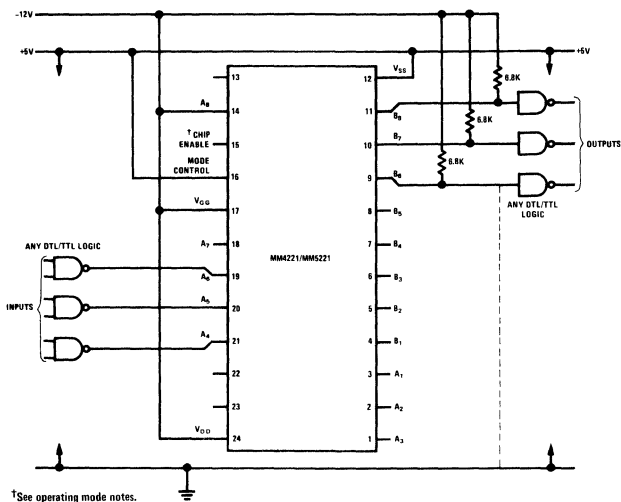 -12V
+5V
+5V
13
VSS
12
A8
14
11
B8
6.8K
† CHIP
ENABLE
15
10
B7
6.8K
MODE
CONTROL
16
9
B6
6.8K
OUTPUTS
VGG
17
8
B5
ANY DTL/TTL
LOGIC
ANY DTL/TTL LOGIC
A7
18
MM4221/MM5221
7
B4
A6
19
6
B3
INPUTS
A5
20
5
B2
A4
21
4
B1
22
3
A1
23
2
A2
VDD
24
1
A3
†See operating mode notes.